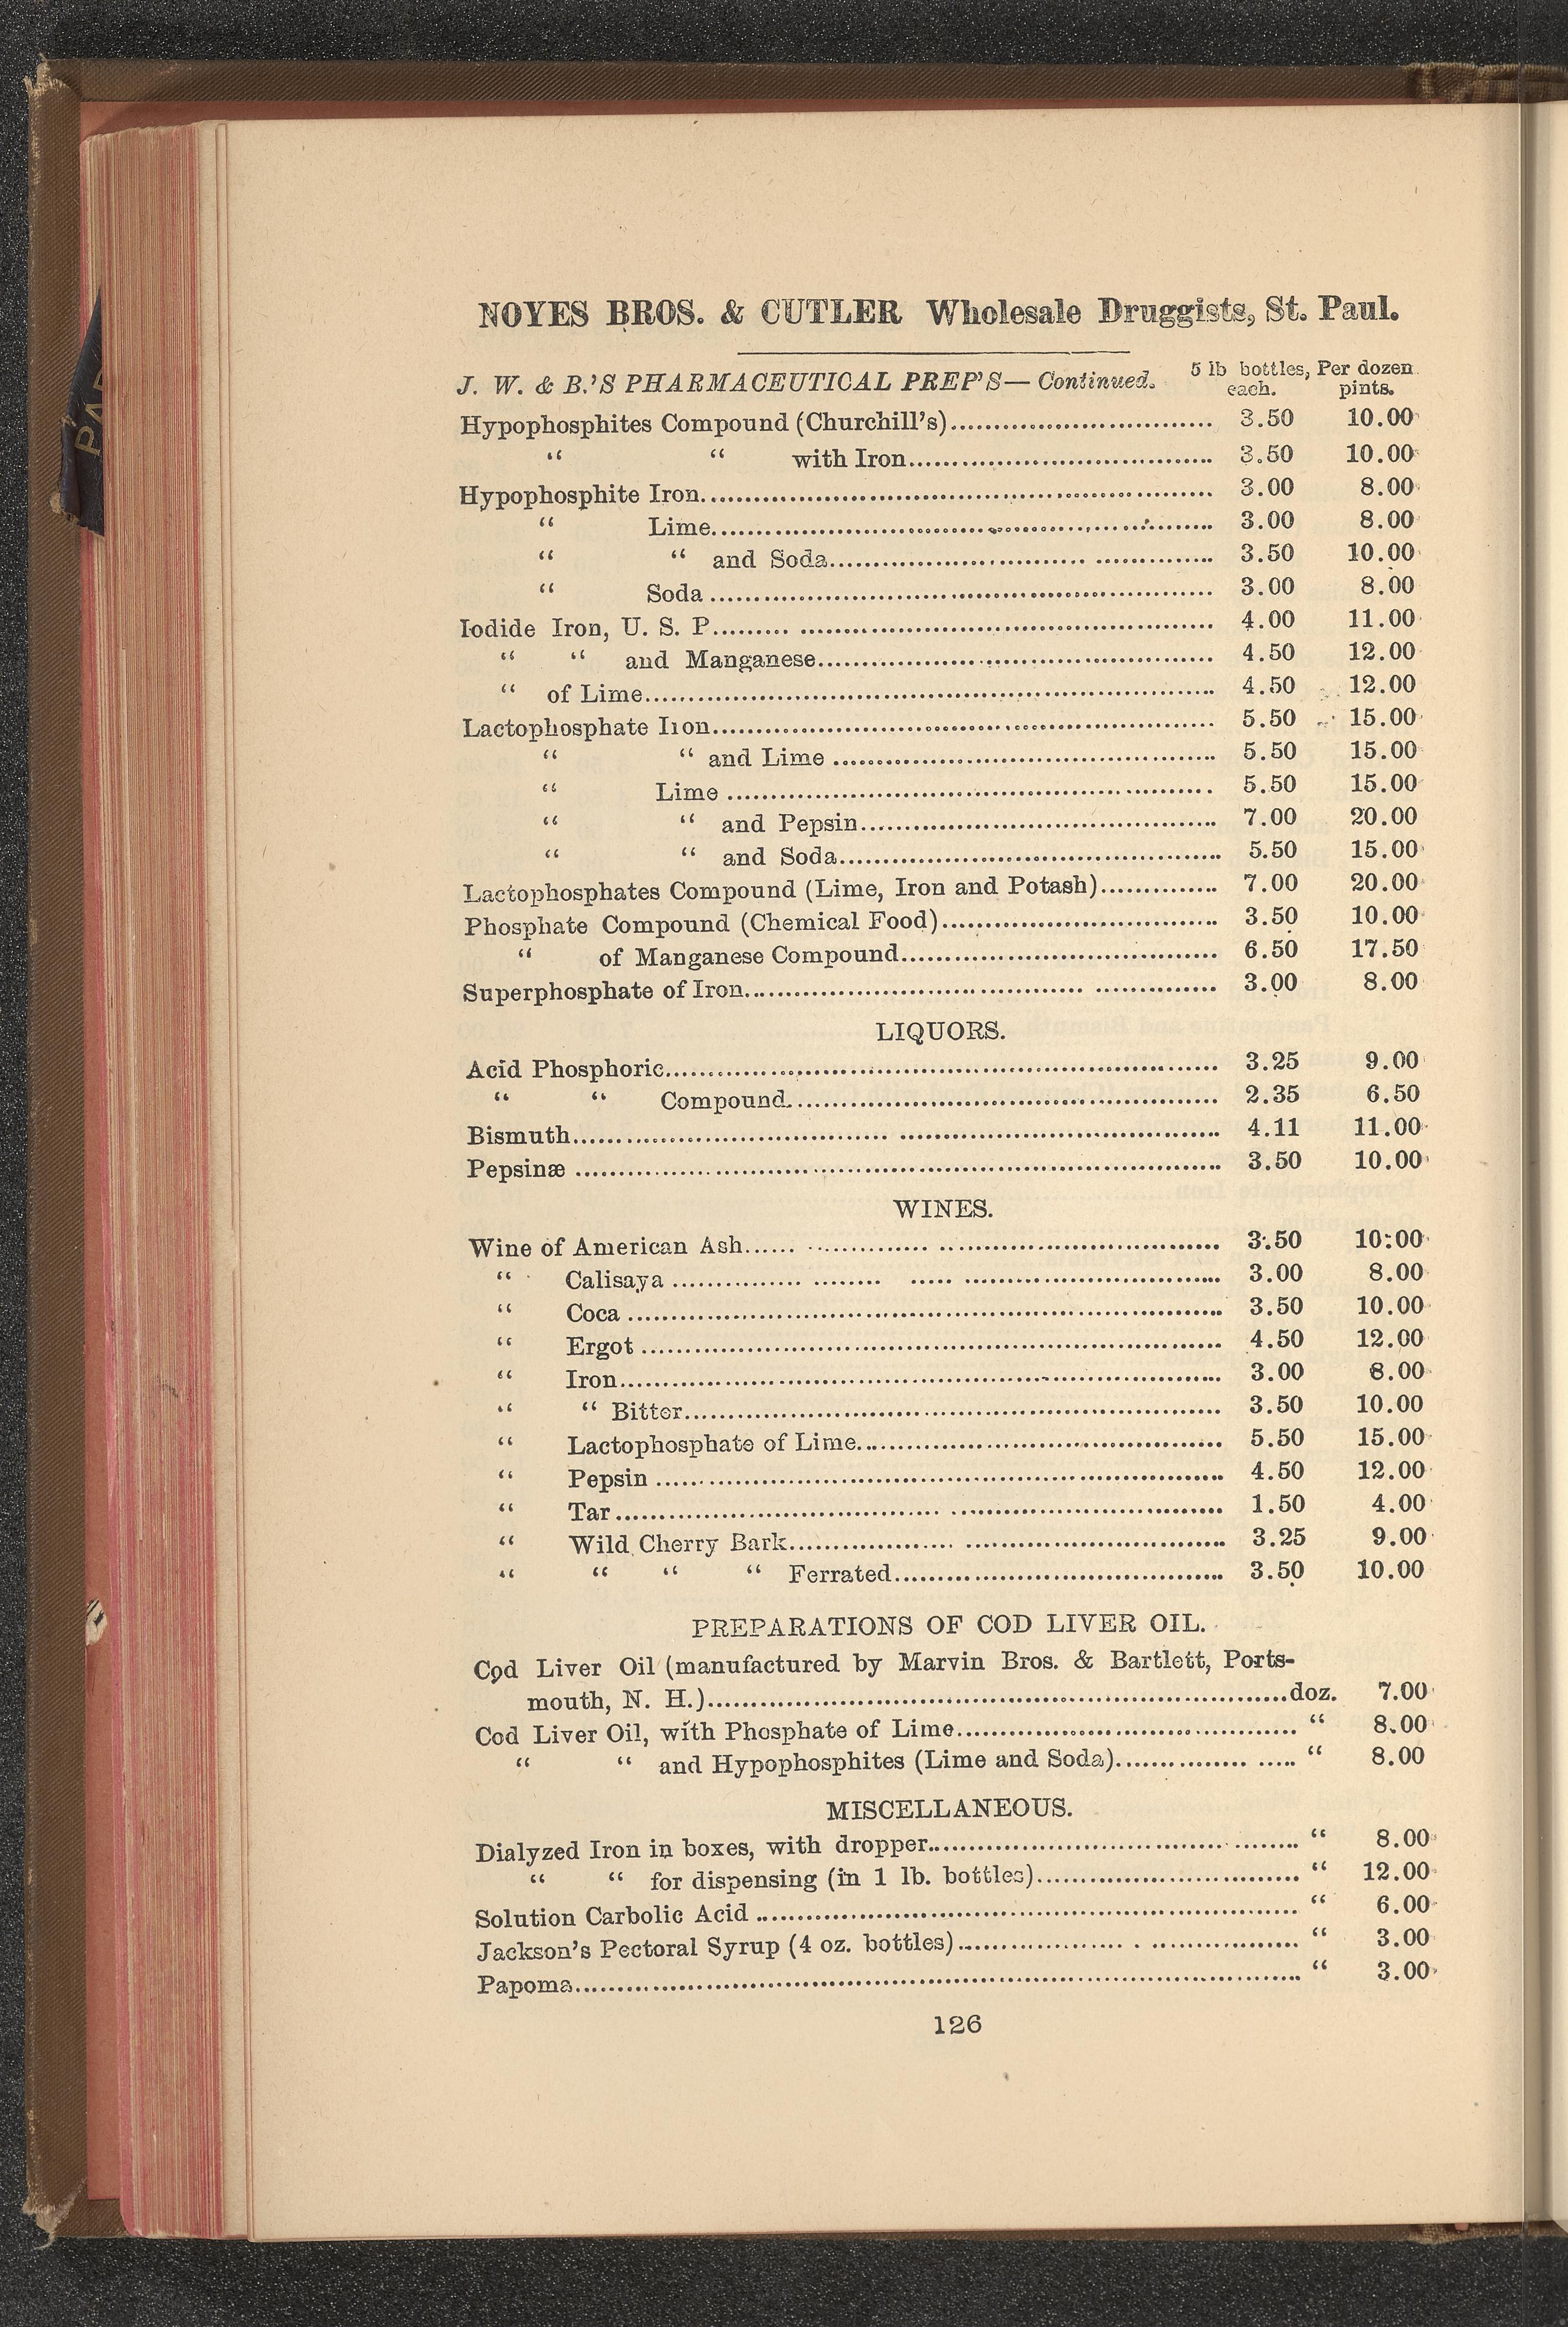 NOYES BROS. & CUTLER Wholesale Druggists, St. Paul.
J. W. & B.'S PHARMACEUTICAL PREP'S— Continued. 5 lb bottles, each. Per dozen pints.
Hypophosphites Compound (Churchill's) 3.50 10.00
“ “ with Iron 3.50 10.00
Hypophosphite Iron 3.00 8.00
“ Lime 3.00 8.00
“ “ and Soda 3.50 10.00
“ Soda 3.00 8.00
Iodide Iron, U. S. P. 4.00 11.00
“ “ and Manganese 4.50 12.00
“ of Lime 4.50 12.00
Lactophosphate Iron 5.50 15.00
“ “ and Lime 5.50 15.00
“ Lime 5.50 15.00
“ “ and Pepsin 7.00 20.00
“ “ and Soda 5.50 15.00
Lactophosphates Compound (Lime, Iron and Potash) 7.00 20.00
Phosphate Compound (Chemical Food) 3.50 10.00
“ of Manganese Compound 6.50 17.50
Superphosphate of Iron 3.00 8.00
LIQUORS.
Acid Phosphoric 3.25 9.00
“ “ Compound 2.35 6.50
Bismuth 4.11 11.00
Pepsinæ 3.50 10.00
WINES.
Wine of American Ash 3.50 10:00
“ Calisaya 3.00 8.00
“ Coca 3.50 10.00
“ Ergot 4.50 12.00
“ Iron 3.00 8.00
“ “ Bitter 3.50 10.00
“ Lactophosphate of Lime 5.50 15.00
“ Pepsin 4.50 12.00
“ Tar 1.50 4.00
“ Wild Cherry Bark 3.25 9.00
“ “ “ “ Ferrated 3.50 10.00
PREPARATIONS OF COD LIVER OIL.
Cod Liver Oil (manufactured by Marvin Bros. & Bartlett, Ports-
mouth, N. H.) doz. 7.00
Cod Liver Oil, with Phosphate of Lime “ 8.00
“ “ and Hypophosphites (Lime and Soda) “ 8.00
MISCELLANEOUS.
Dialyzed Iron in boxes, with dropper “ 8.00
“ “ for dispensing (in 1 lb. bottles) “ 12.00
Solution Carbolic Acid “ 6.00
Jackson's Pectoral Syrup (4 oz. bottles) “ 3.00
Papoma “ 3.00
126